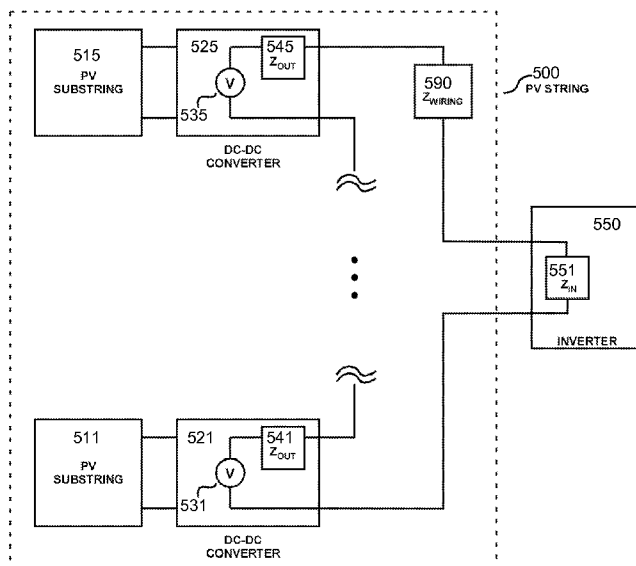 515
PV
SUBSTRING
525
545
ZOUT
V
535
DC-DC
CONVERTER
590
ZWIRING
500
PV STRING
550
551
ZIN
INVERTER
511
PV
SUBSTRING
521
541
ZOUT
V
531
DC-DC
CONVERTER